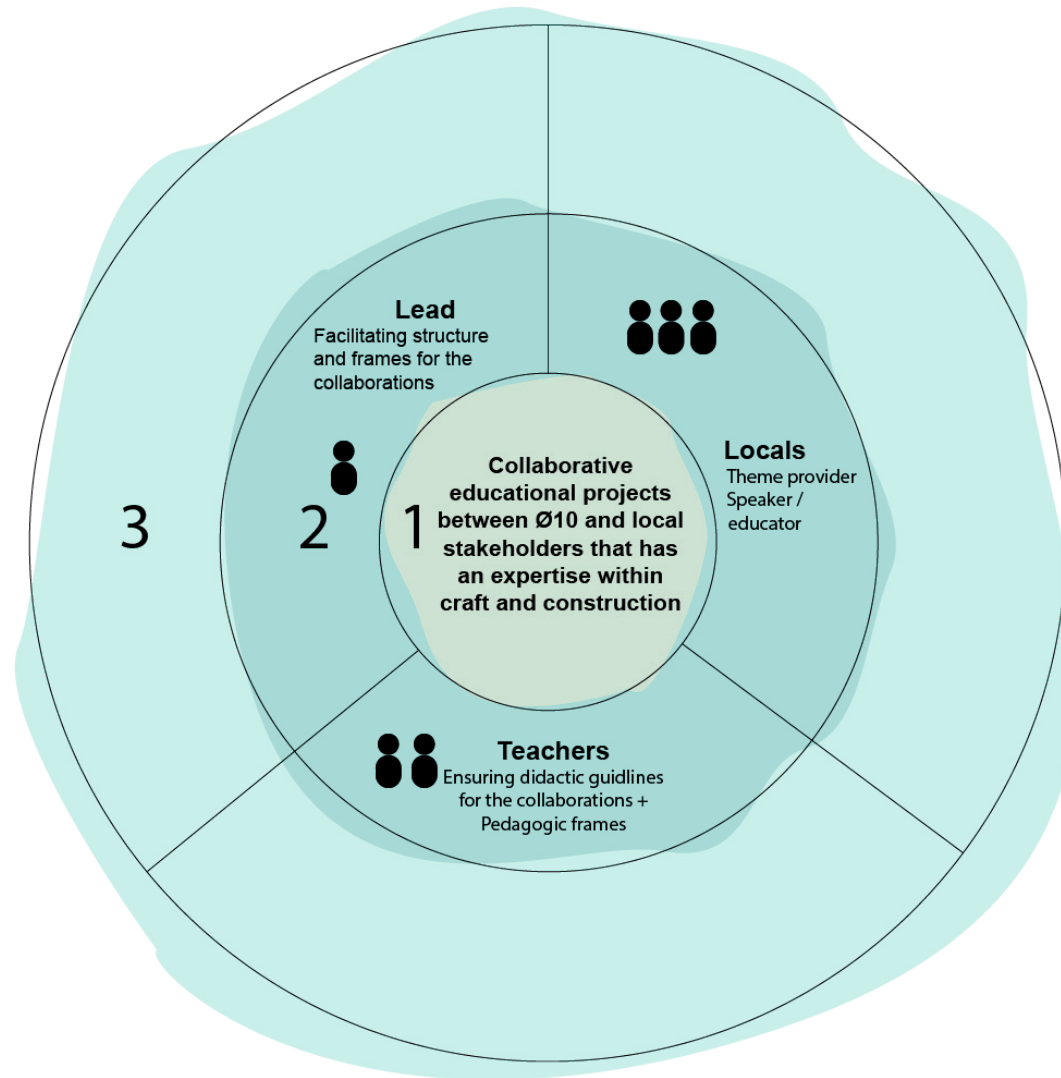 Lead
Facilitating structure
and frames for the
collaborations
Locals
Theme provider
Speaker /
educator
3
2
1
Collaborative
educational projects
between Ø10 and local
stakeholders that has
an expertise within
craft and construction
Teachers
Ensuring didactic guidlines
for the collaborations +
Pedagogic frames